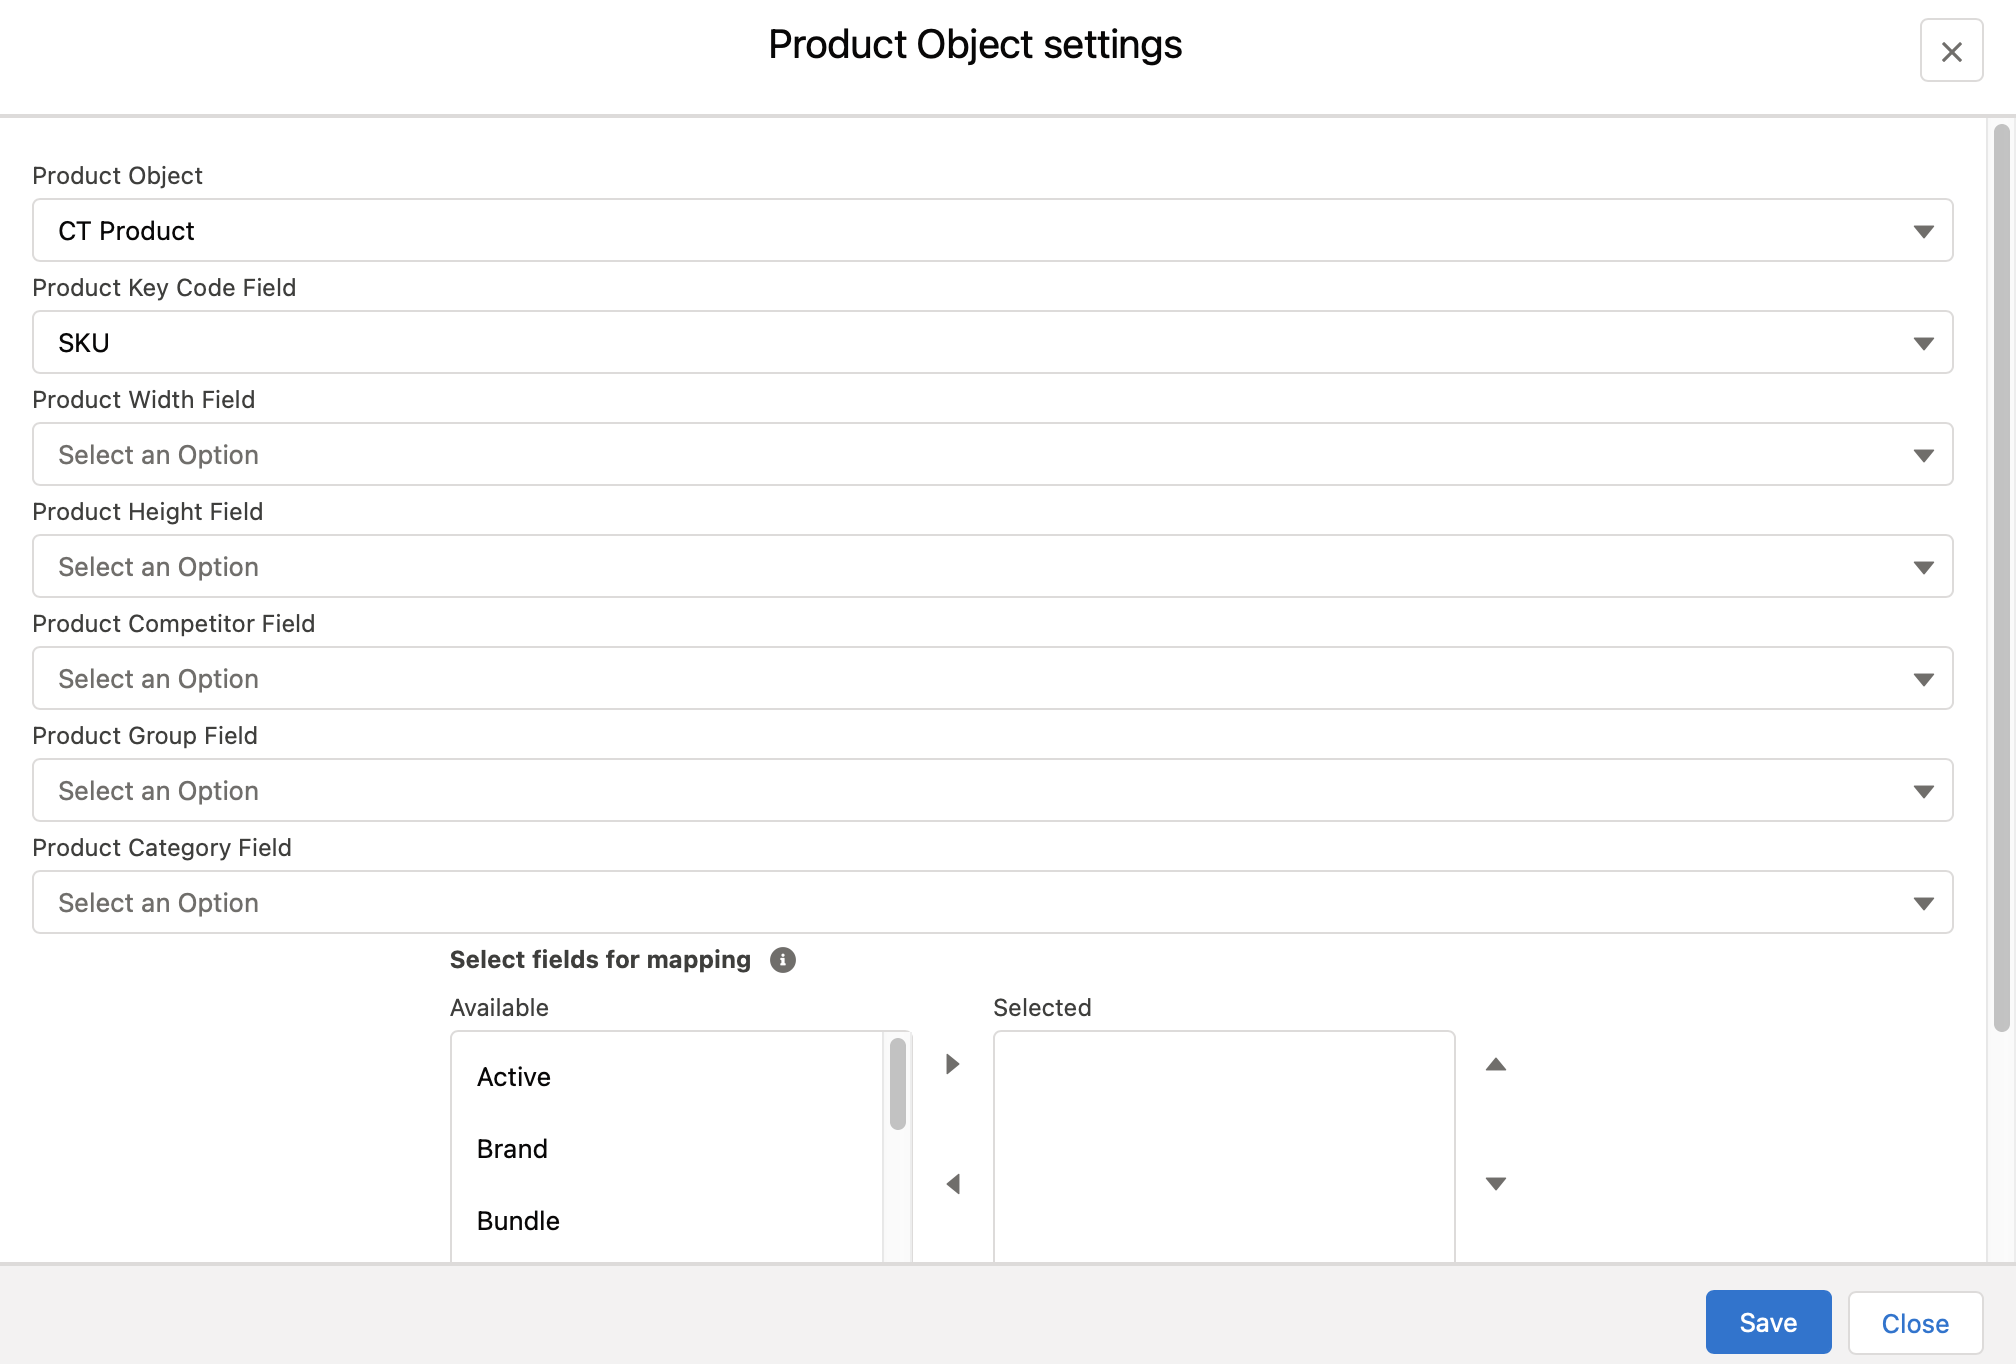 Product Object settings
Product Object
CT Product
Product Key Code Field
SKU
Product Width Field
Select an Option
Product Height Field
Select an Option
Product Competitor Field
Select an Option
Product Group Field
Select an Option
Product Category Field
Select an Option
Select fields for mapping
Available
Selected
Active
Brand
Bundle
Save
Close